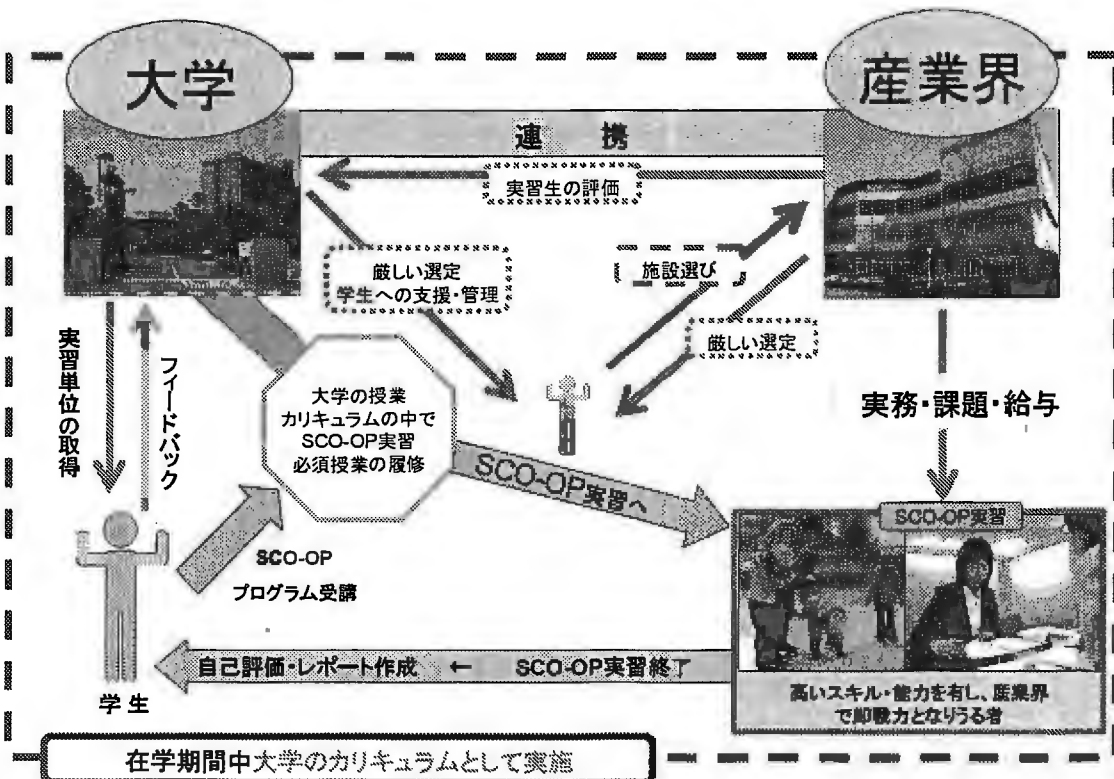 大学
産業界
連 携
実習生の評価
厳しい選定
学生への支援・管理
施設選び
厳しい選定
実習単位の取得
フィードバック
大学の授業
カリキュラムの中で
SCO-OP実習
必須授業の履修
実務・課題・給与
SCO-OP実習へ
SCO-OP実習
SCO-OP
プログラム受講
自己評価・レポート作成 ← SCO-OP実習終了
学生
高いスキル・能力を有し、産業界
で即戦力となりうる者
在学期間中大学のカリキュラムとして実施